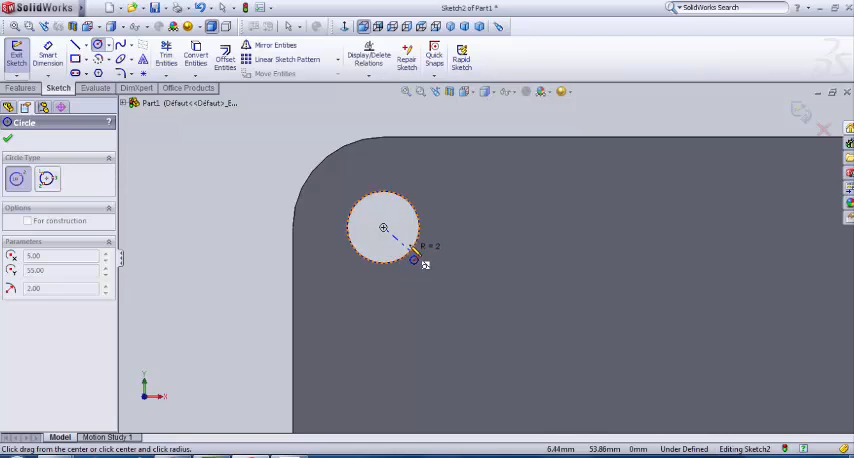 SolidWorks
Sketch2 of Part1 *
SolidWorks Search
Exit Sketch
Smart Dimension
Trim Entities
Convert Entities
Offset Entities
Mirror Entities
Linear Sketch Pattern
Move Entities
Display/Delete Relations
Repair Sketch
Quick Snaps
Rapid Sketch
Features
Sketch
Evaluate
DimXpert
Office Products
Part1 (Défaut<<Défaut>_E...
Circle
?
Circle Type
Options
For construction
Parameters
5.00
55.00
2.00
R = 2
Y
X
Model
Motion Study 1
Click drag from the center or click center and click radius.
6.44mm
53.86mm
0mm
Under Defined
Editing Sketch2